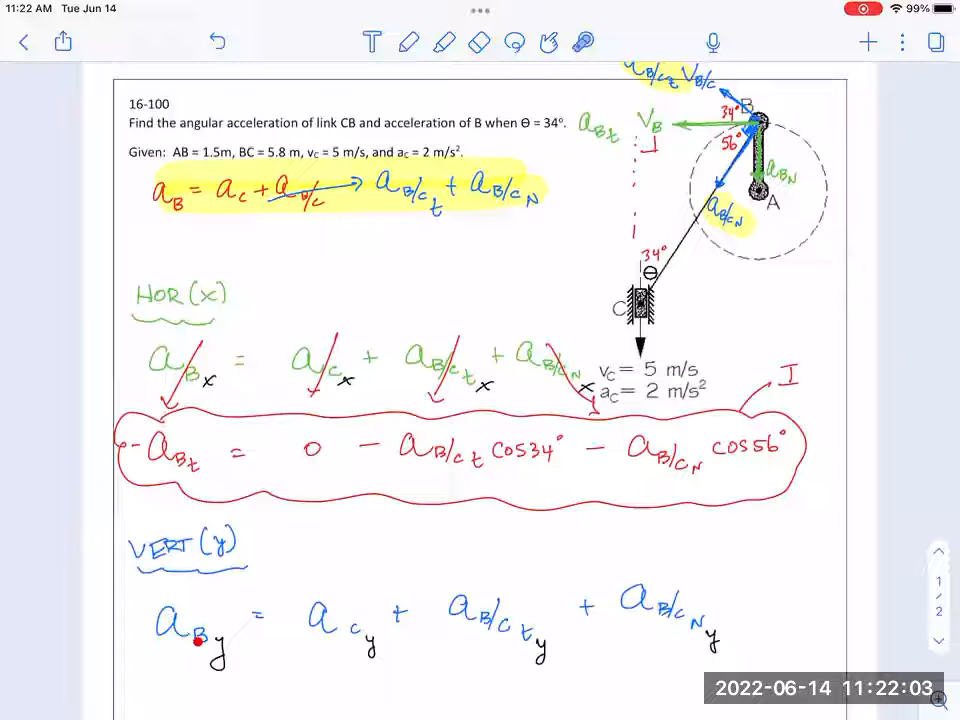 11:22 AM Tue Jun 14
99%
16-100
Find the angular acceleration of link CB and acceleration of B when Θ = 34°.
Given: AB = 1.5m, BC = 5.8 m, vC = 5 m/s, and aC = 2 m/s².
aB = aC + aB/C → aB/Ct + aB/CN
aB/Ct VB/C
B
aBt VB
34°
56°
aBN
A
aB/CN
34°
Θ
C
vC = 5 m/s
aC = 2 m/s²
HOR (x)
aBx = aCx + aB/Ctx + aB/CNx
I
- aBt = 0 - aB/Ct cos34° - aB/CN cos56°
VERT (y)
aBy = aCy + aB/Cty + aB/CNy
1
/
2
2022-06-14 11:22:03